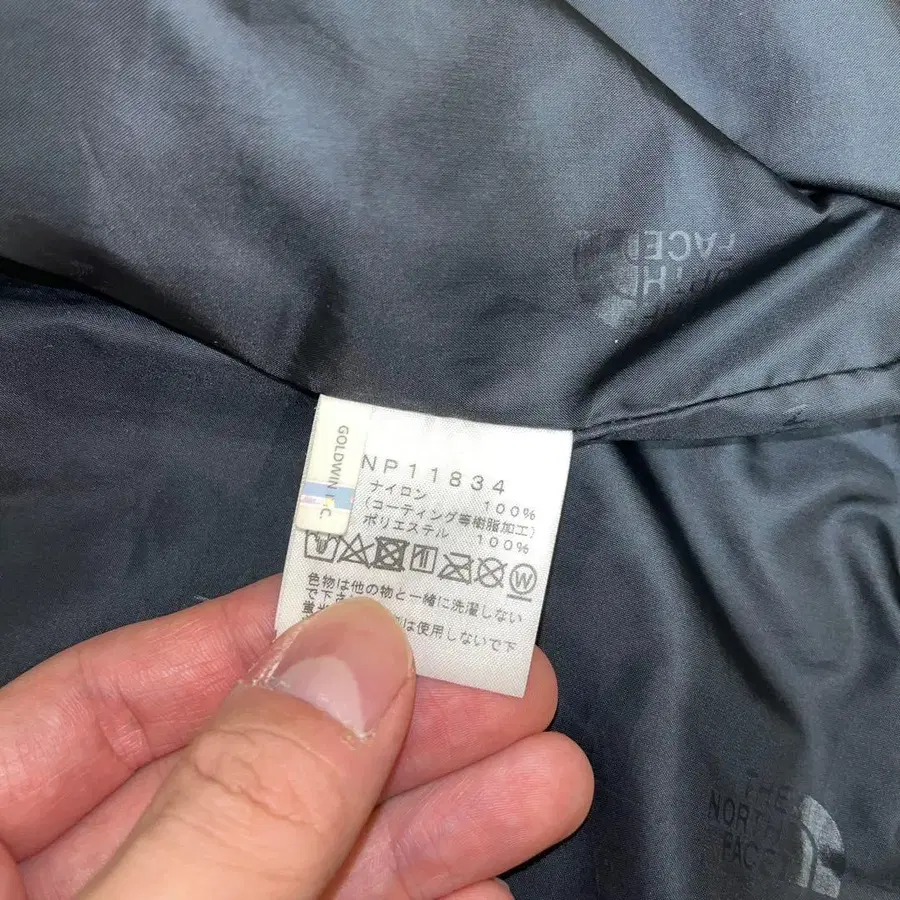 THE
NORTH
FACE
GOLDWIN
NP11834
ナイロン 100%
(コーティング等樹脂加工)
ポリエステル 100%
W
色物は他の物と一緒に洗濯しない
で下さ
は使用しないで下
THE
NORTH
FACE